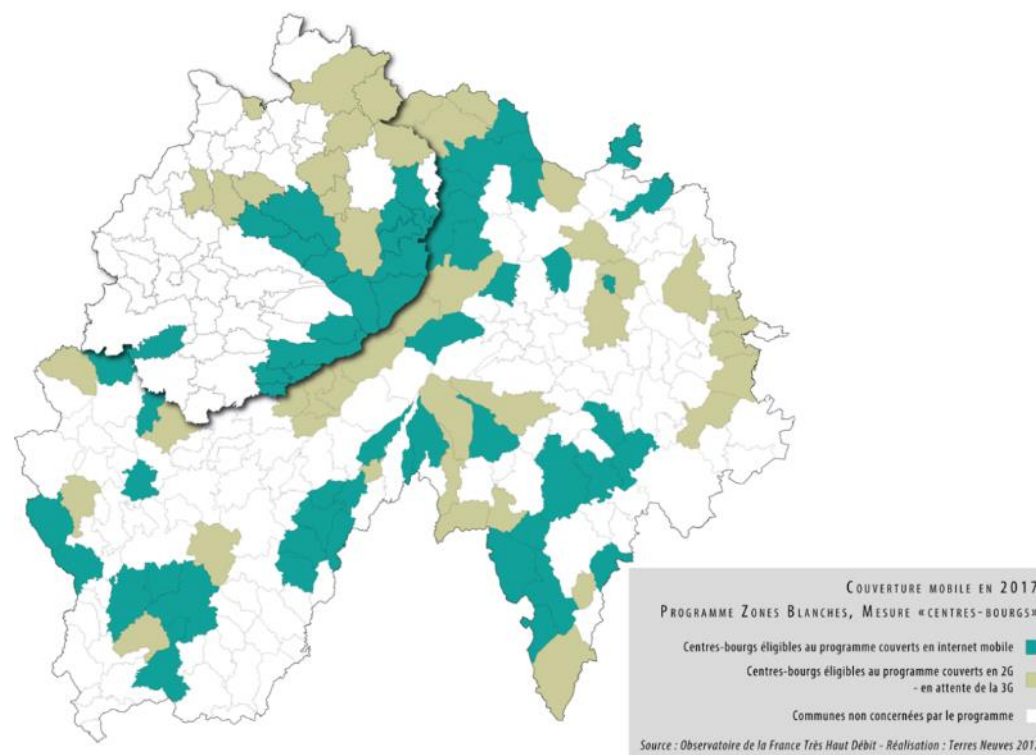 COUVERTURE MOBILE EN 2017
PROGRAMME ZONES BLANCHES, MESURE «CENTRES-BOURGS»
Centres-bourgs éligibles au programme couverts en internet mobile
Centres-bourgs éligibles au programme couverts en 2G
- en attente de la 3G
Communes non concernées par le programme
Source : Observatoire de la France Très Haut Débit - Réalisation : Terres Neuves 201